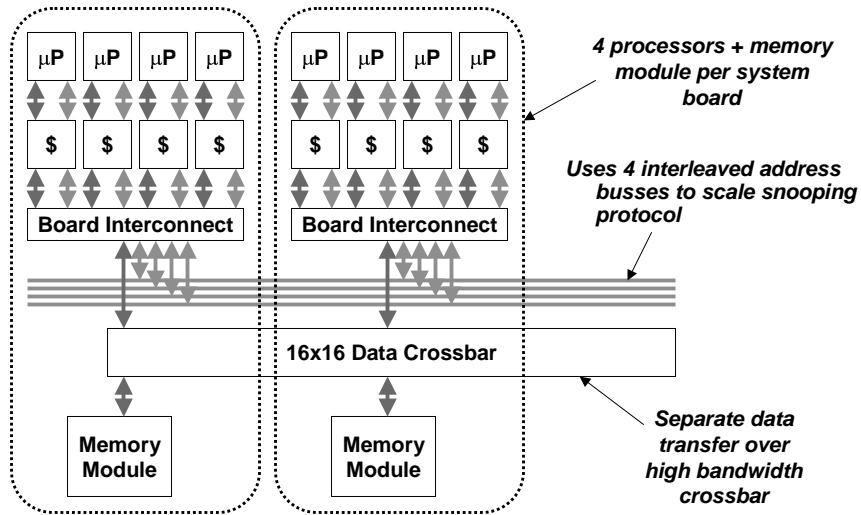 μP μP μP μP μP μP μP μP
$ $ $ $ $ $ $ $
Board Interconnect Board Interconnect
16x16 Data Crossbar
Memory
Module
Memory
Module
4 processors + memory
module per system
board
Uses 4 interleaved address
busses to scale snooping
protocol
Separate data
transfer over
high bandwidth
crossbar